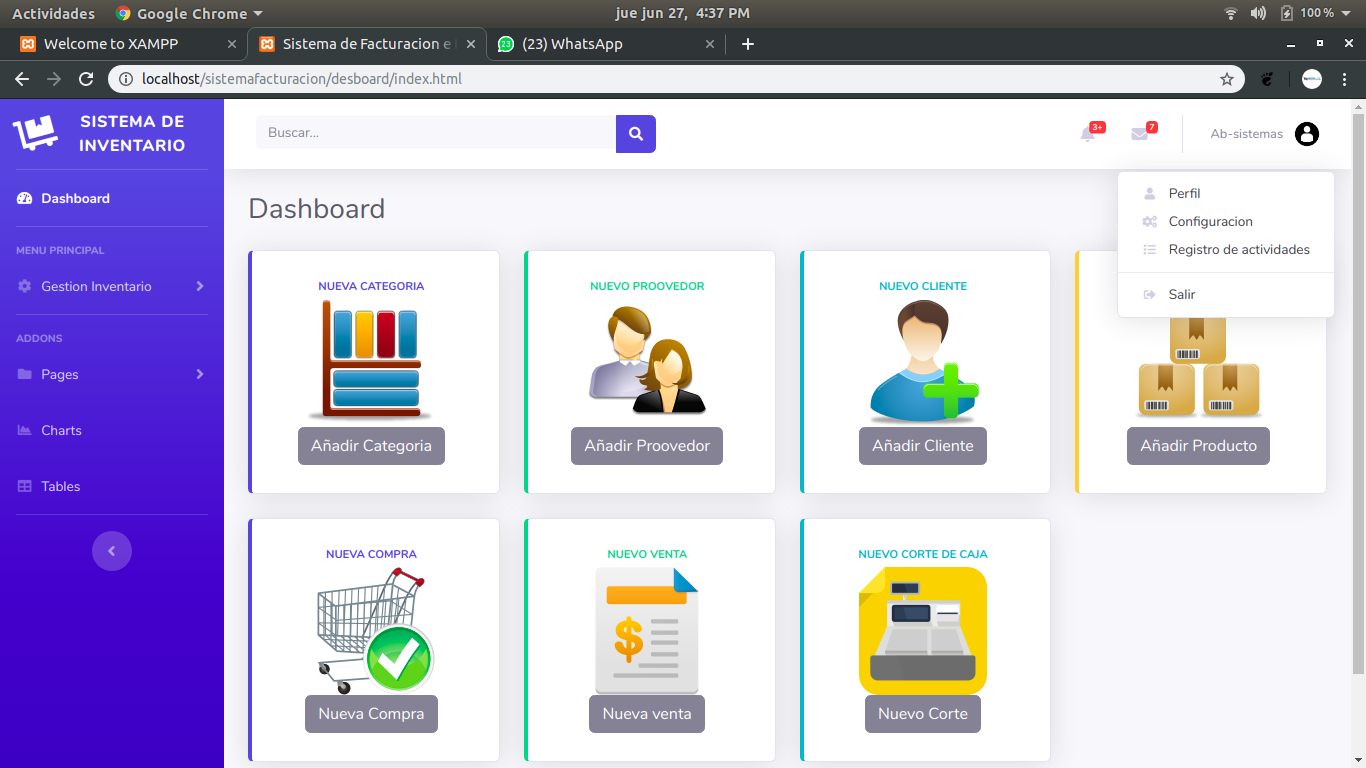 Actividades
Google Chrome
jue jun 27, 4:37 PM
100 %
Welcome to XAMPP
Sistema de Facturacion e
23
(23) WhatsApp
localhost/sistemafacturacion/desboard/index.html
SISTEMA DE
INVENTARIO
Buscar...
3+
7
Ab-sistemas
Dashboard
MENU PRINCIPAL
Gestion Inventario
ADDONS
Pages
Charts
Tables
Dashboard
Perfil
Configuracion
Registro de actividades
Salir
NUEVA CATEGORIA
Añadir Categoria
NUEVO PROOVEDOR
Añadir Proovedor
NUEVO CLIENTE
Añadir Cliente
Añadir Producto
NUEVA COMPRA
Nueva Compra
NUEVO VENTA
$
Nueva venta
NUEVO CORTE DE CAJA
Nuevo Corte